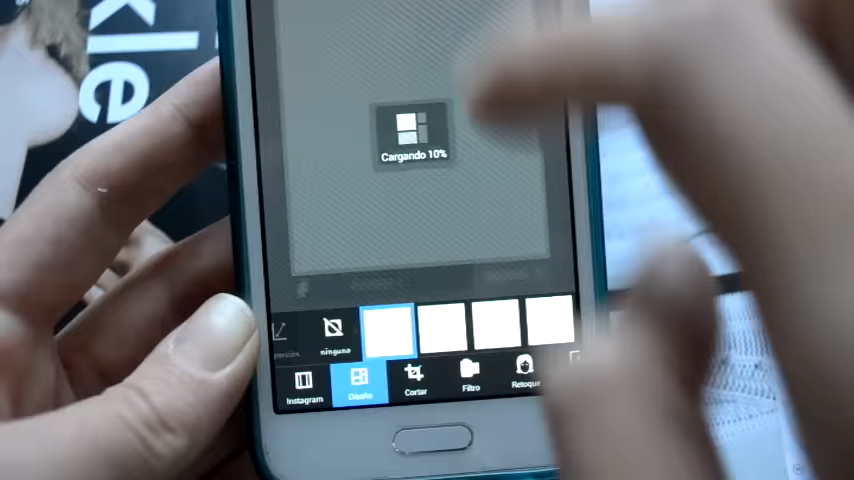 kle
Cargando 10%
ninguno
Instagram
Diseño
Cortar
Filtro
Retoque